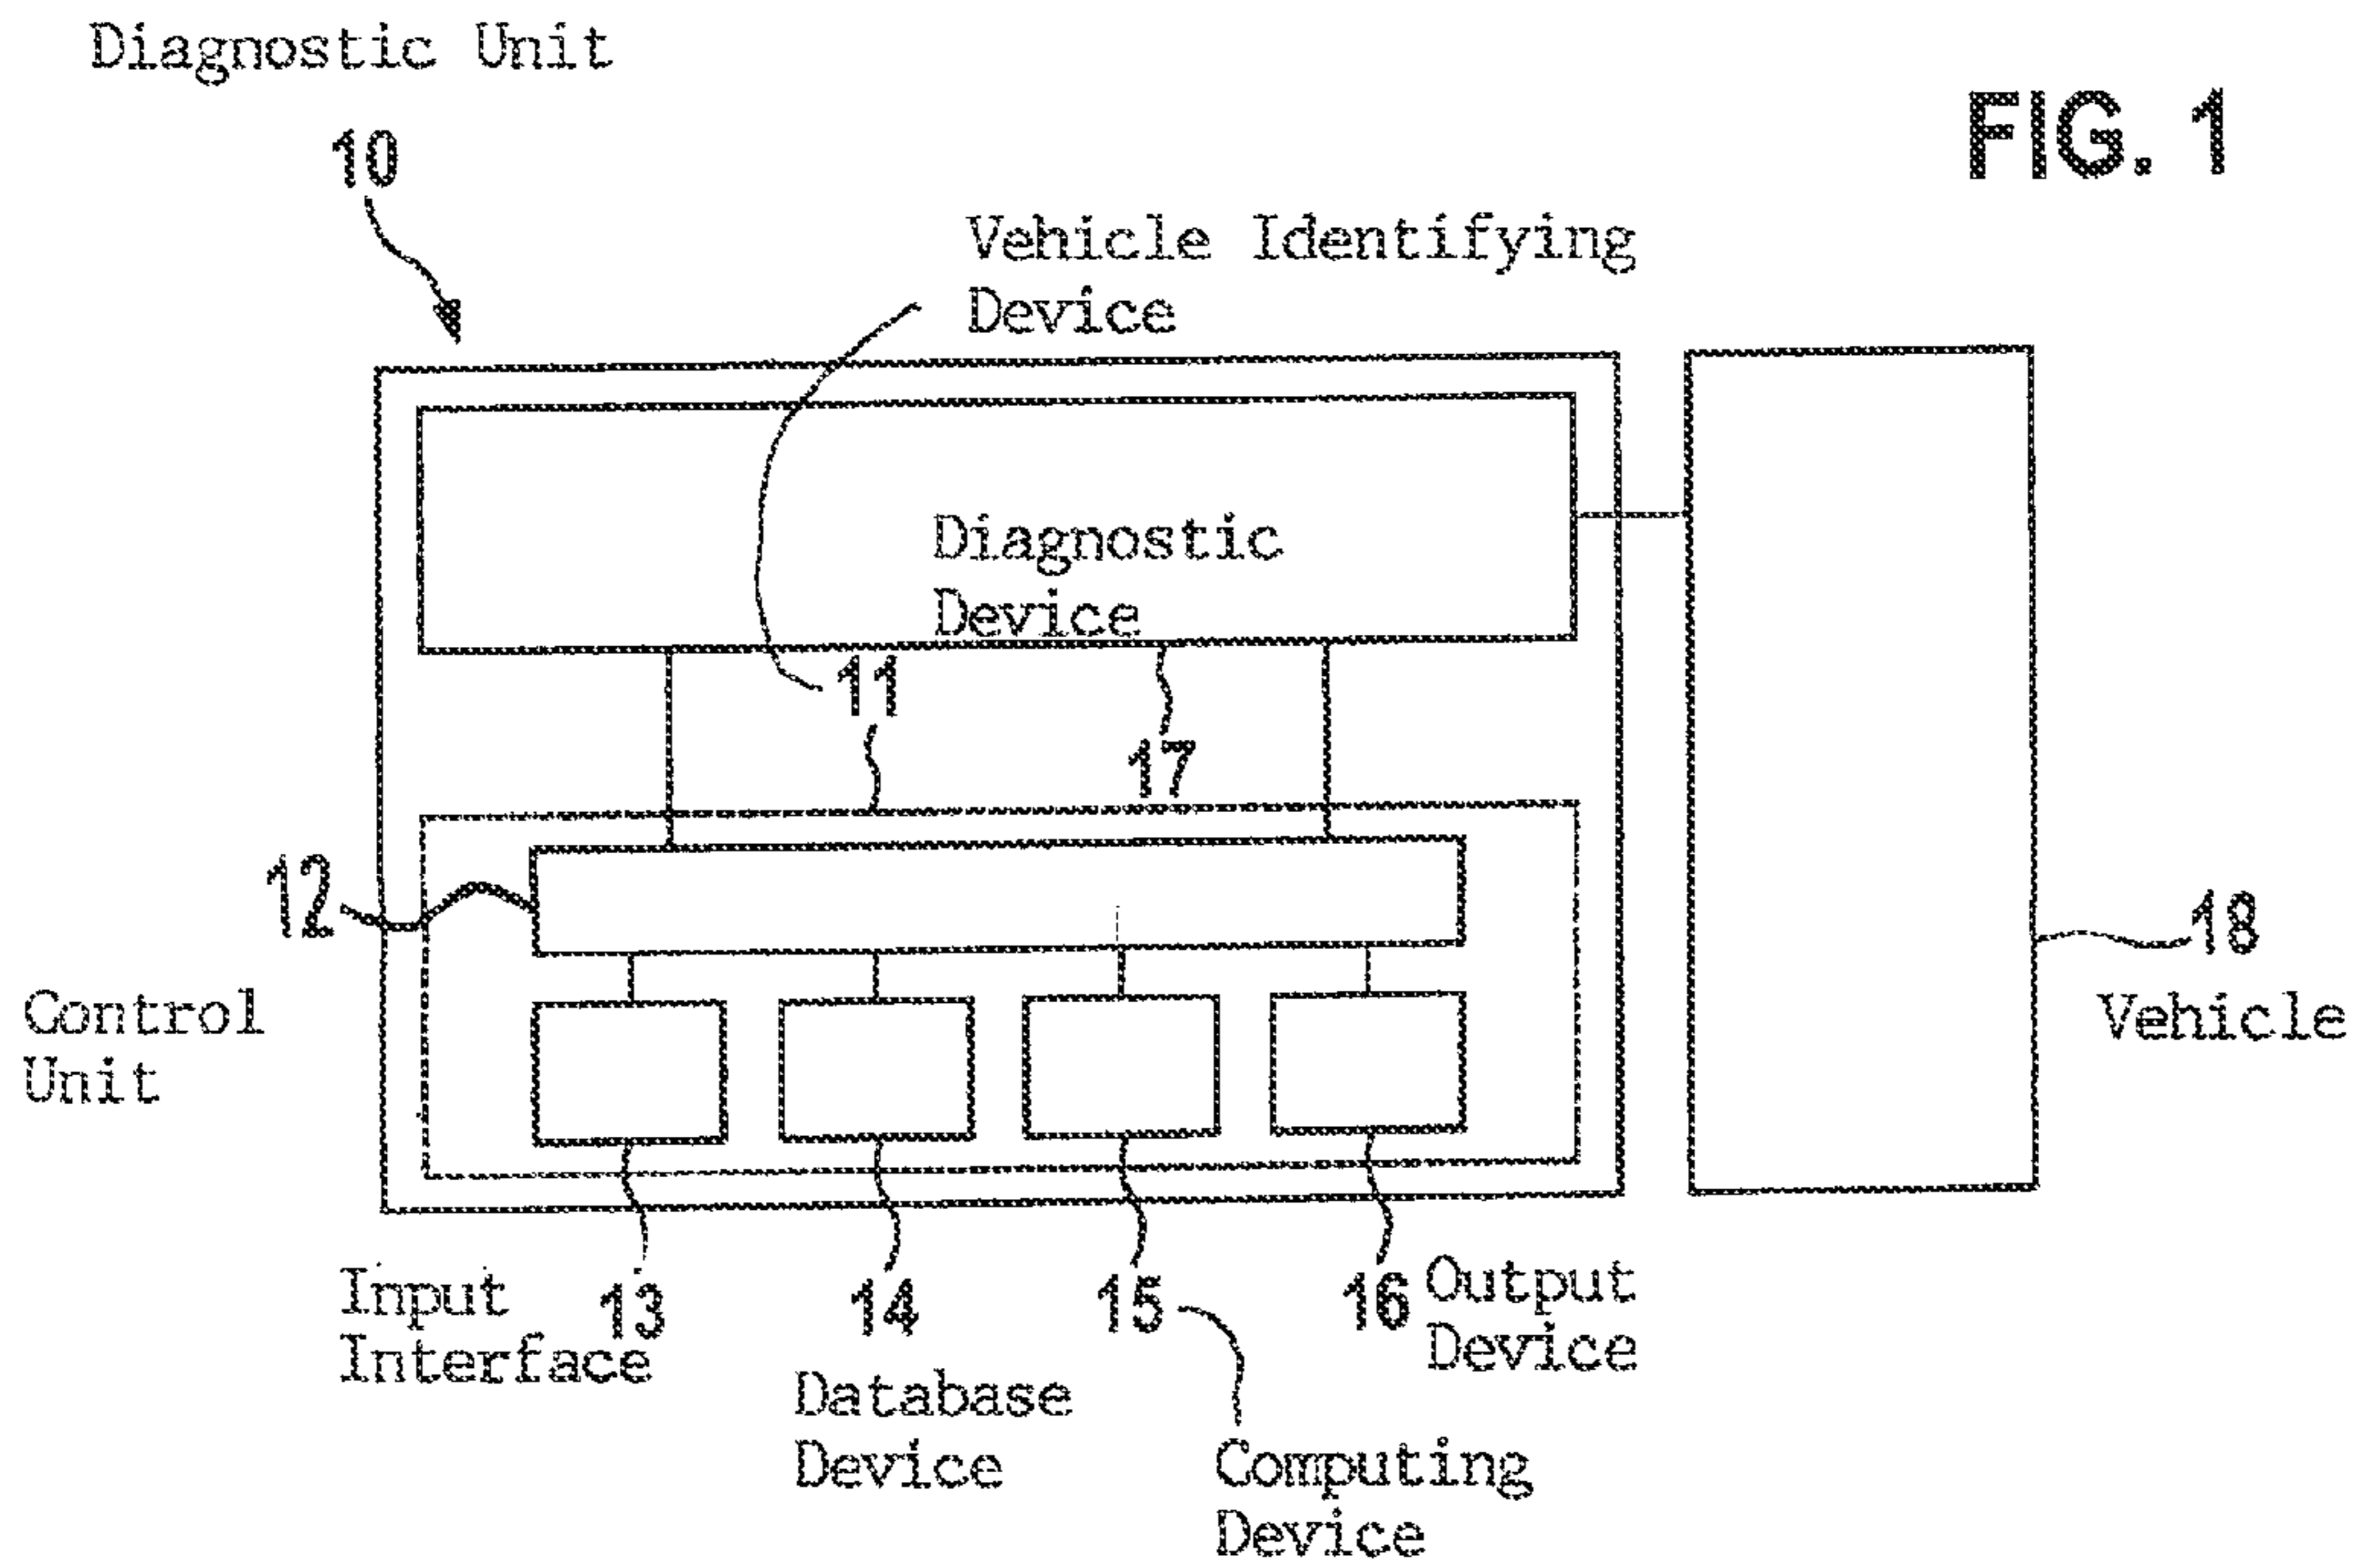 Diagnostic Unit
10
FIG. 1
Vehicle Identifying
Device
Diagnostic
Device
11
17
12
18
Control
Unit
Vehicle
Input
Interface
13
14
15
16
Output
Device
Database
Device
Computing
Device